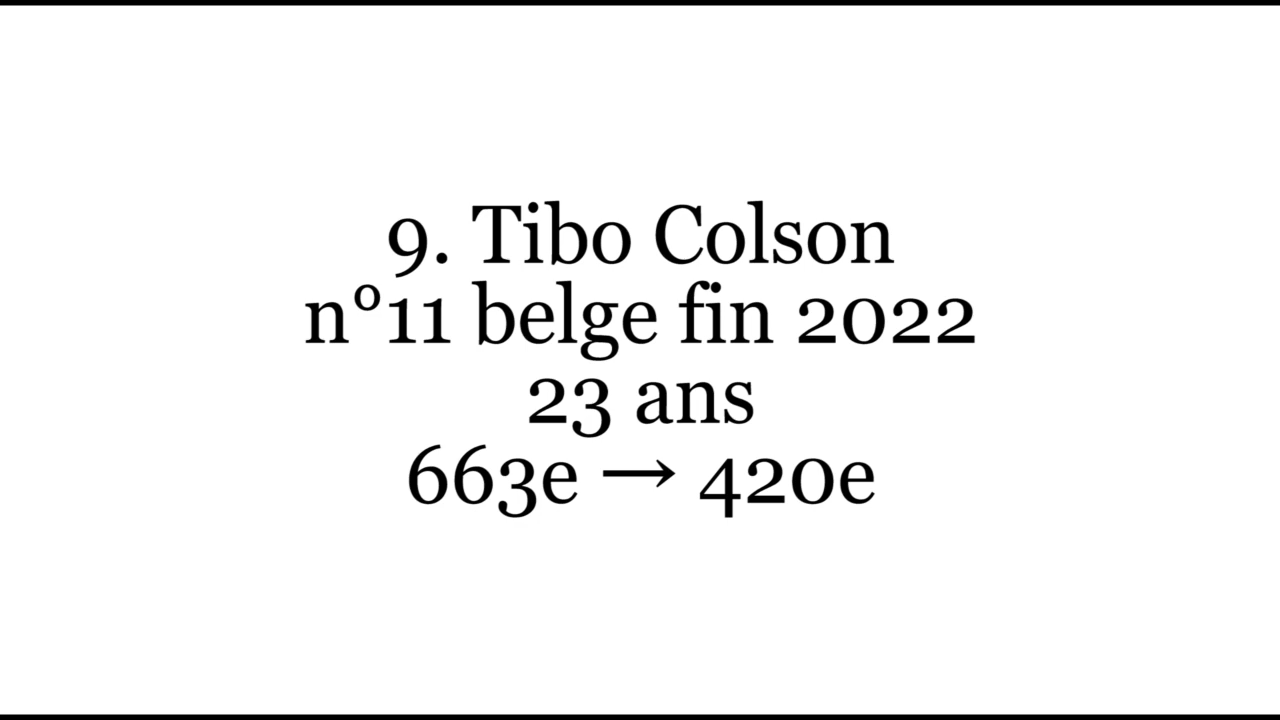 9. Tibo Colson
n°11 belge fin 2022
23 ans
663e → 420e